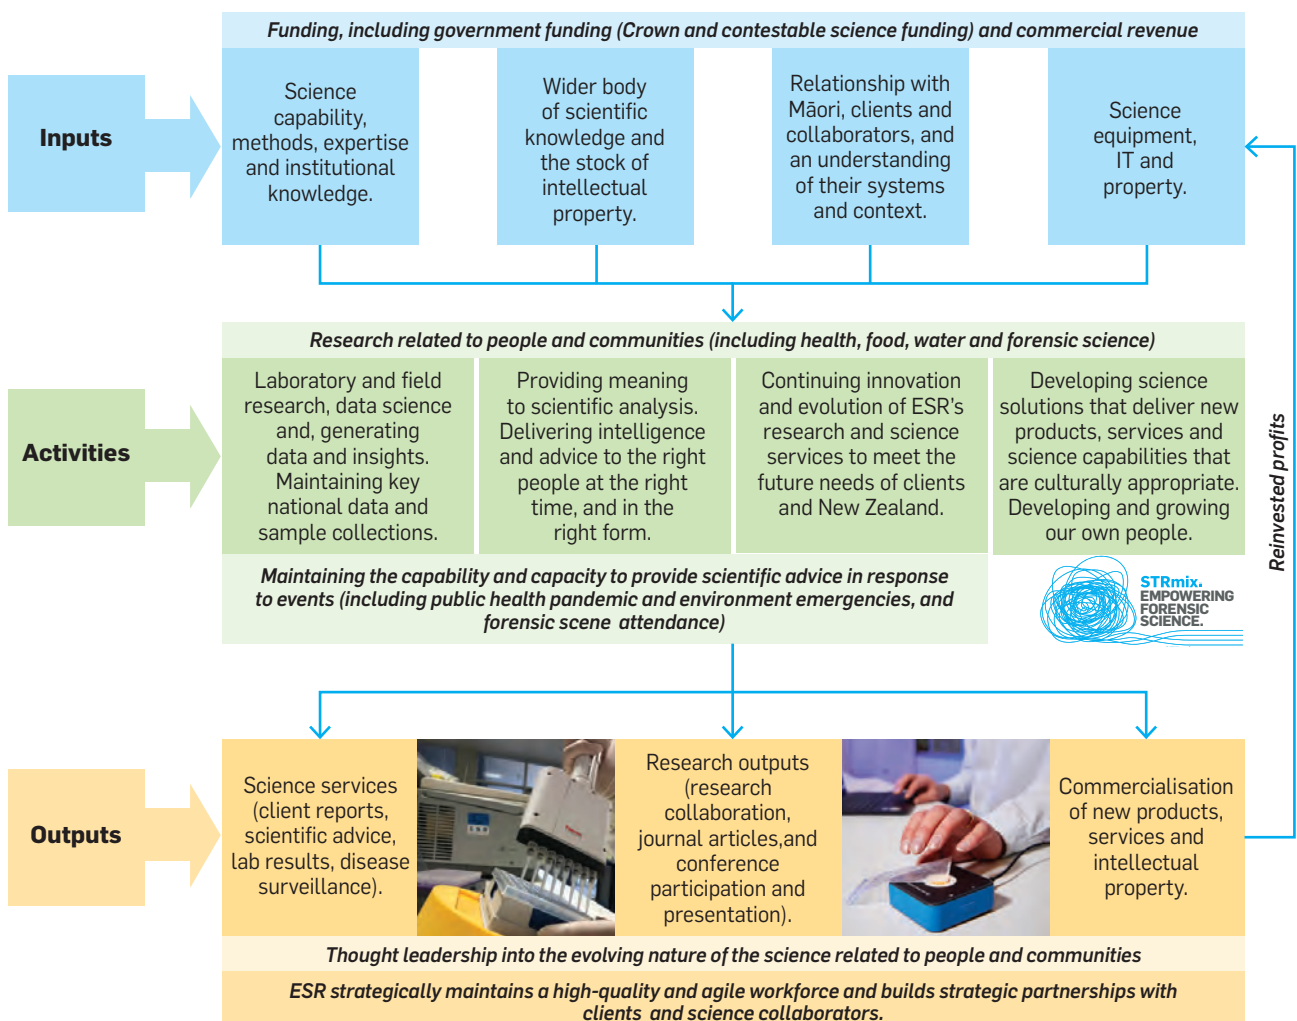 Funding, including government funding (Crown and contestable science funding) and commercial revenue
Inputs
Science
capability,
methods, expertise
and institutional
knowledge.
Wider body
of scientific
knowledge and
the stock of
intellectual
property.
Relationship with
Māori, clients and
collaborators, and
an understanding
of their systems
and context.
Science
equipment,
IT and
property.
Research related to people and communities (including health, food, water and forensic science)
Activities
Laboratory and field
research, data science
and, generating
data and insights.
Maintaining key
national data and
sample collections.
Providing meaning
to scientific analysis.
Delivering intelligence
and advice to the right
people at the right
time, and in the
right form.
Continuing innovation
and evolution of ESR's
research and science
services to meet the
future needs of clients
and New Zealand.
Developing science
solutions that deliver new
products, services and
science capabilities that
are culturally appropriate.
Developing and growing
our own people.
Reinvested profits
Maintaining the capability and capacity to provide scientific advice in response
to events (including public health pandemic and environment emergencies, and
forensic scene attendance)
STRmix.
EMPOWERING
FORENSIC
SCIENCE.
Outputs
Science services
(client reports,
scientific advice,
lab results, disease
surveillance).
Research outputs
(research
collaboration,
journal articles,and
conference
participation and
presentation).
Commercialisation
of new products,
services and
intellectual
property.
Thought leadership into the evolving nature of the science related to people and communities
ESR strategically maintains a high-quality and agile workforce and builds strategic partnerships with
clients and science collaborators.